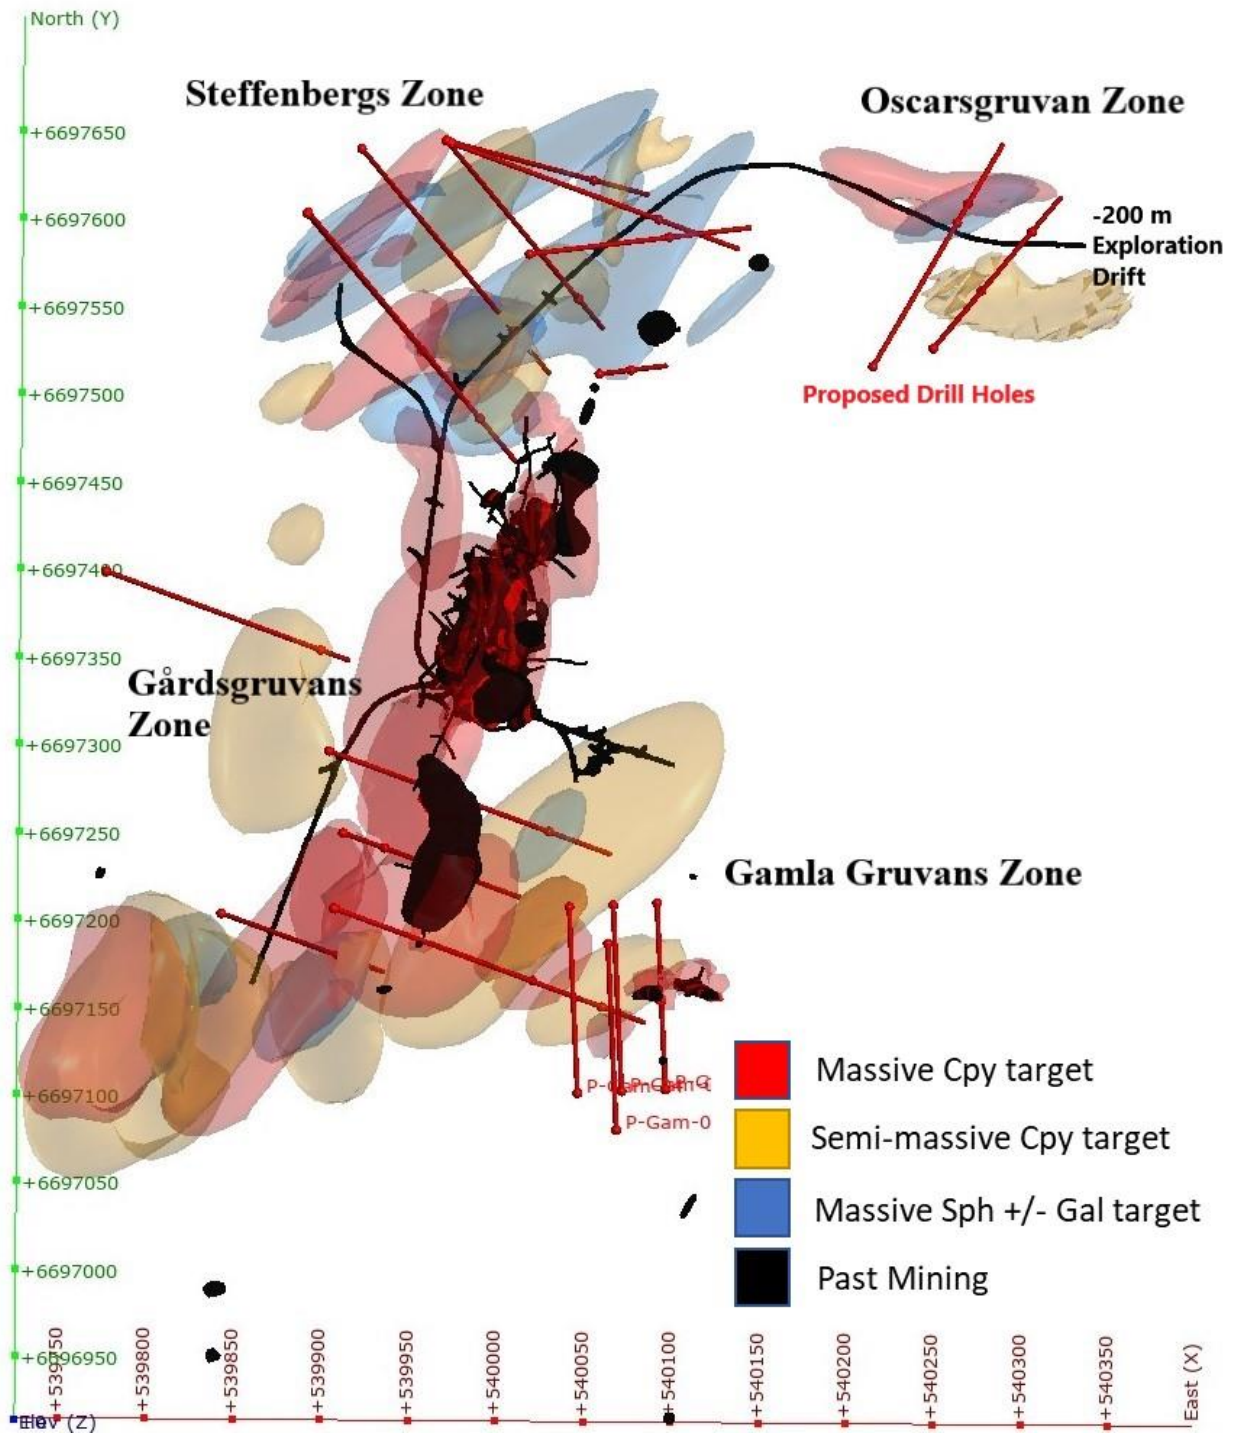 North (Y)
Steffenbergs Zone
Oscarsgruvan Zone
+6697650
+6697600
-200 m
Exploration
Drift
+6697550
+6697500
Proposed Drill Holes
+6697450
+6697400
+6697350
Gårdsgruvans
Zone
+6697300
+6697250
Gamla Gruvans Zone
+6697200
+6697150
+6697100
P-Gam-0
+6697050
+6697000
+6696950
Massive Cpy target
Semi-massive Cpy target
Massive Sph +/- Gal target
Past Mining
+539750
+539800
+539850
+539900
+539950
+540000
+540050
+540100
+540150
+540200
+540250
+540300
+540350
East (X)
Elev (Z)